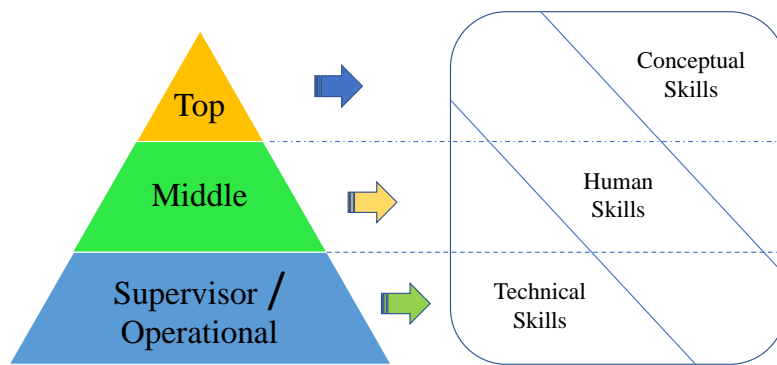 Top
Middle
Supervisor /
Operational
Conceptual
Skills
Human
Skills
Technical
Skills